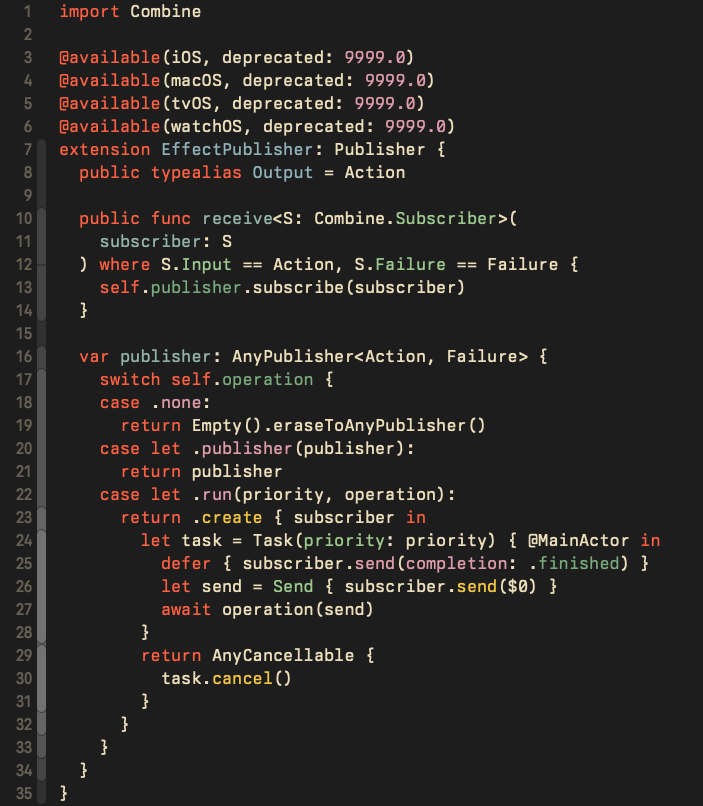 1 import Combine
2
3 @available(iOS, deprecated: 9999.0)
4 @available(macOS, deprecated: 9999.0)
5 @available(tvOS, deprecated: 9999.0)
6 @available(watchOS, deprecated: 9999.0)
7 extension EffectPublisher: Publisher {
8   public typealias Output = Action
9
10   public func receive<S: Combine.Subscriber>(
11     subscriber: S
12   ) where S.Input == Action, S.Failure == Failure {
13     self.publisher.subscribe(subscriber)
14   }
15
16   var publisher: AnyPublisher<Action, Failure> {
17     switch self.operation {
18     case .none:
19       return Empty().eraseToAnyPublisher()
20     case let .publisher(publisher):
21       return publisher
22     case let .run(priority, operation):
23       return .create { subscriber in
24         let task = Task(priority: priority) { @MainActor in
25           defer { subscriber.send(completion: .finished) }
26           let send = Send { subscriber.send($0) }
27           await operation(send)
28         }
29         return AnyCancellable {
30           task.cancel()
31         }
32       }
33     }
34   }
35 }